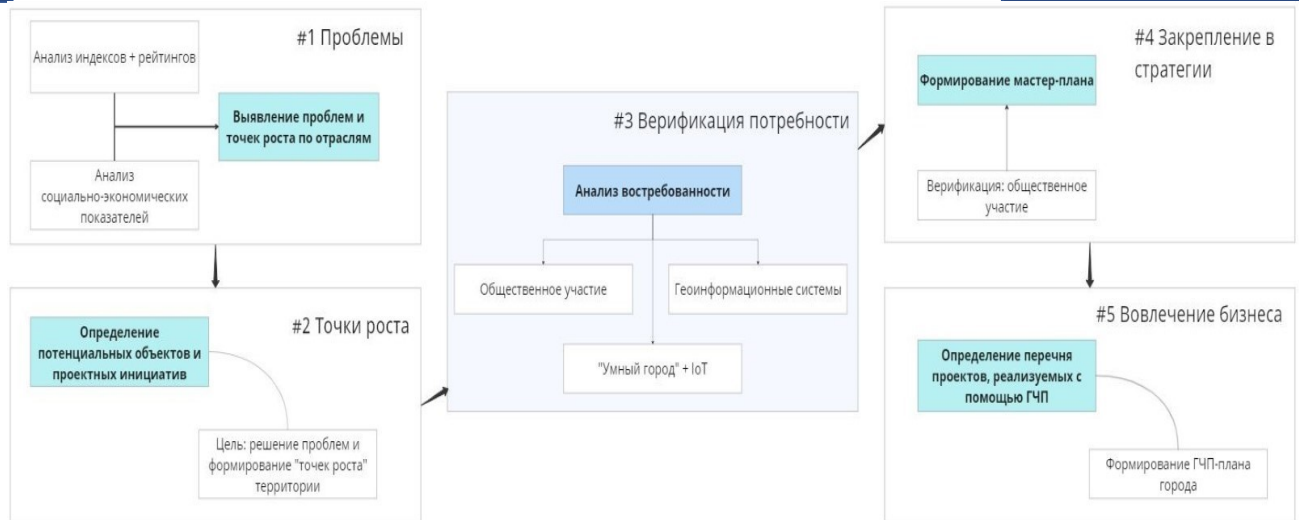 #1 Проблемы
Анализ индексов + рейтингов
Выявление проблем и
точек роста по отраслям
Анализ
социально-экономических
показателей
#2 Точки роста
Определение
потенциальных объектов и
проектных инициатив
Цель: решение проблем и
формирование "точек роста"
территории
#3 Верификация потребности
Анализ востребованности
Общественное участие
Геоинформационные системы
"Умный город" + IoT
#4 Закрепление в
стратегии
Формирование мастер-плана
Верификация: общественное
участие
#5 Вовлечение бизнеса
Определение перечня
проектов, реализуемых с
помощью ГЧП
Формирование ГЧП-плана
города